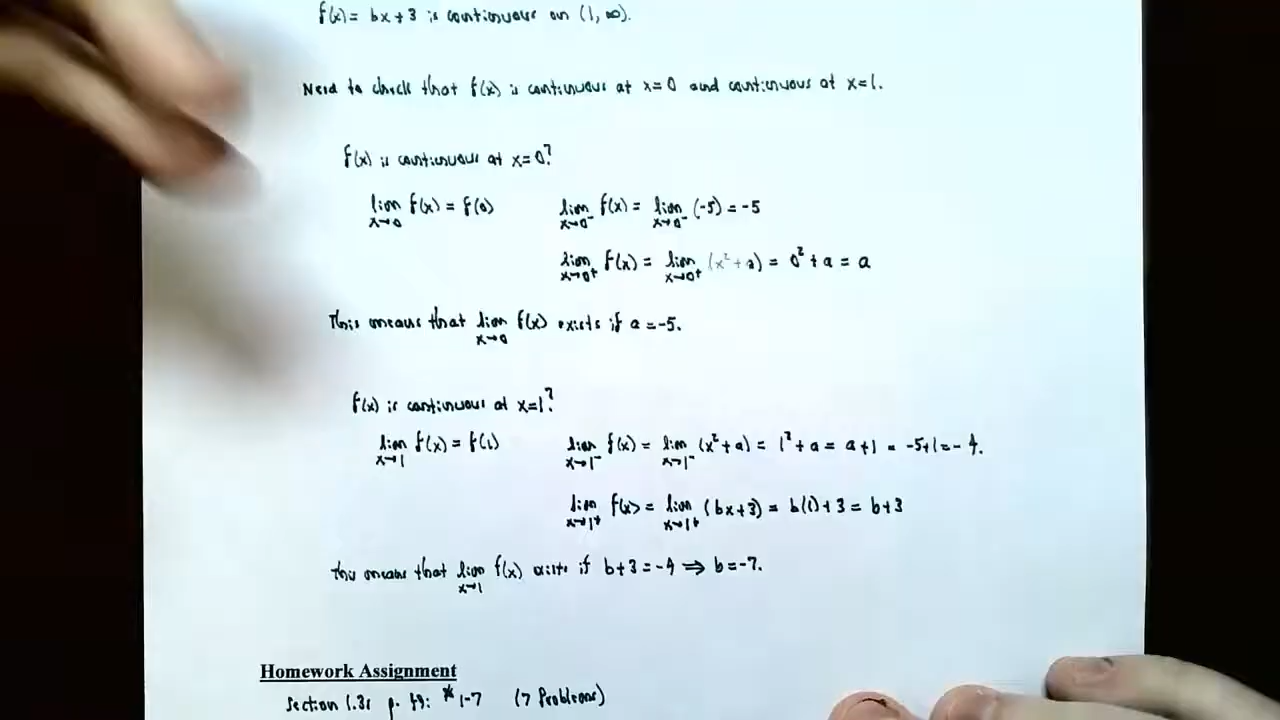 f(x) = bx + 3 is continuous on (1, ∞).
Need to check that f(x) is continuous at x=0 and continuous at x=1.
f(x) is continuous at x=0?
lim x→0 f(x) = f(0) lim x→0⁻ f(x) = lim x→0⁻ (-5) = -5
lim x→0⁺ f(x) = lim x→0⁺ (x² + a) = 0² + a = a
This means that lim x→0 f(x) exists if a = -5.
f(x) is continuous at x=1?
lim x→1 f(x) = f(1) lim x→1⁻ f(x) = lim x→1⁻ (x² + a) = 1² + a = a + 1 = -5+1 = -4.
lim x→1⁺ f(x) = lim x→1⁺ (bx+3) = b(1) + 3 = b + 3
This means that lim x→1 f(x) exists if b+3 = -4 ⇒ b = -7.
Homework Assignment
Section 1.3: p. : # 1-7 (7 Problems)